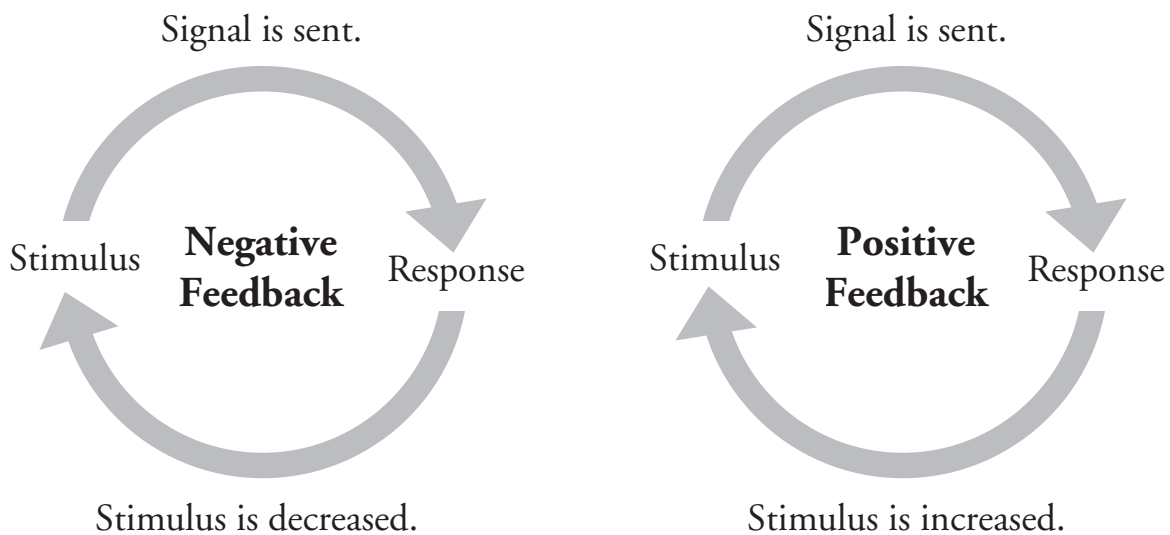 Signal is sent.
Stimulus
Negative
Feedback
Response
Stimulus is decreased.
Signal is sent.
Stimulus
Positive
Feedback
Response
Stimulus is increased.